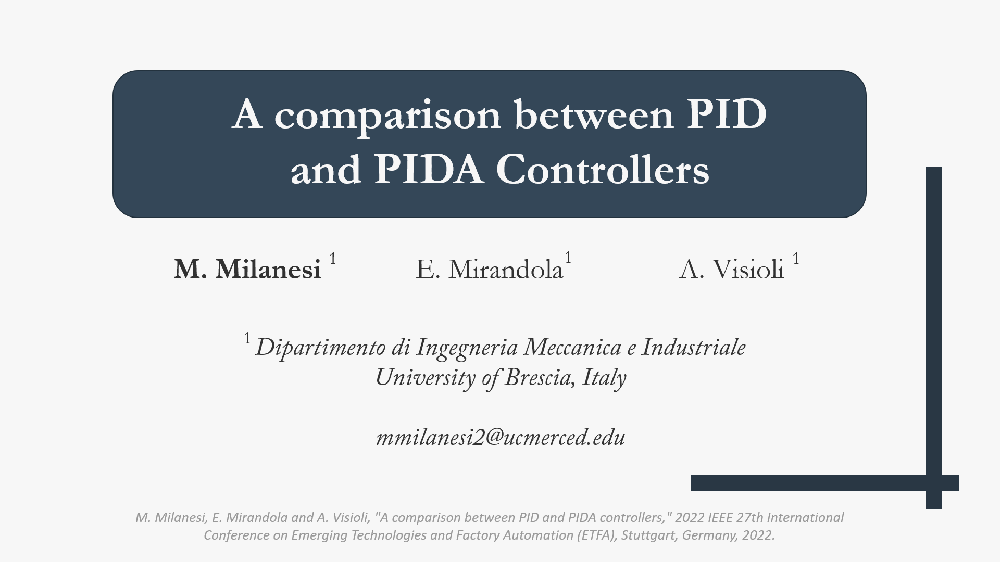 A comparison between PID
and PIDA Controllers
M. Milanesi 1 E. Mirandola 1 A. Visioli 1
1 Dipartimento di Ingegneria Meccanica e Industriale
University of Brescia, Italy
mmilanesi2@ucmerced.edu
M. Milanesi, E. Mirandola and A. Visioli, "A comparison between PID and PIDA controllers," 2022 IEEE 27th International
Conference on Emerging Technologies and Factory Automation (ETFA), Stuttgart, Germany, 2022.